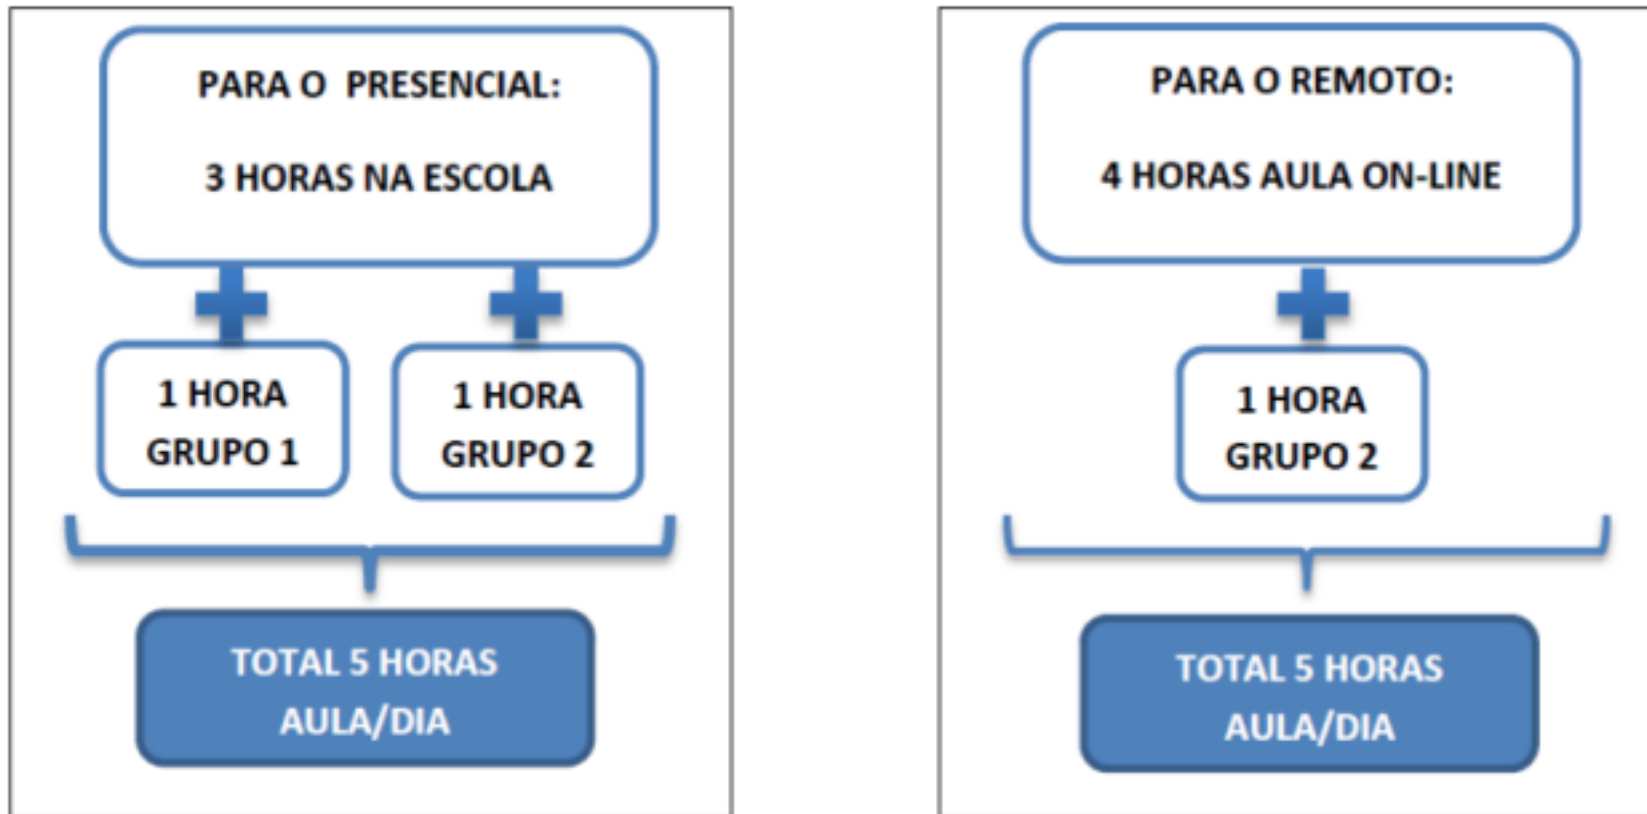 PARA O PRESENCIAL:
3 HORAS NA ESCOLA
1 HORA
GRUPO 1
1 HORA
GRUPO 2
TOTAL 5 HORAS
AULA/DIA
PARA O REMOTO:
4 HORAS AULA ON-LINE
1 HORA
GRUPO 2
TOTAL 5 HORAS
AULA/DIA